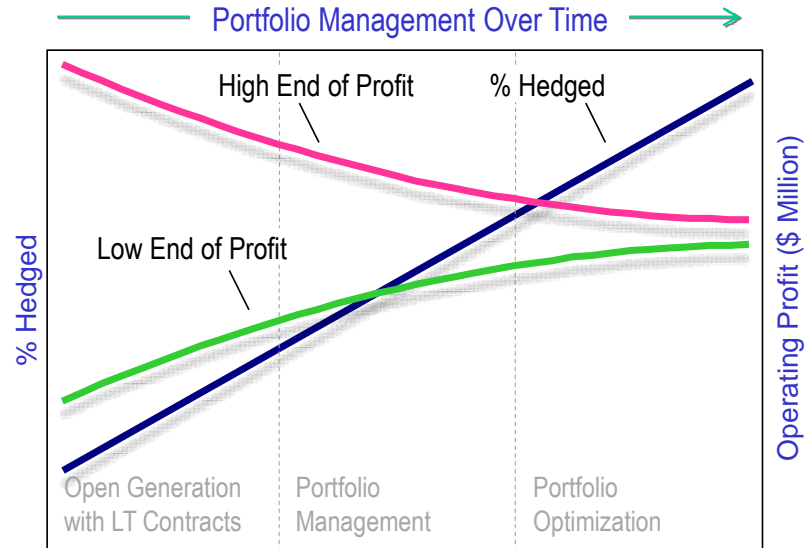 Portfolio Management Over Time
High End of Profit
% Hedged
Low End of Profit
% Hedged
Operating Profit ($ Million)
Open Generation
with LT Contracts
Portfolio
Management
Portfolio
Optimization